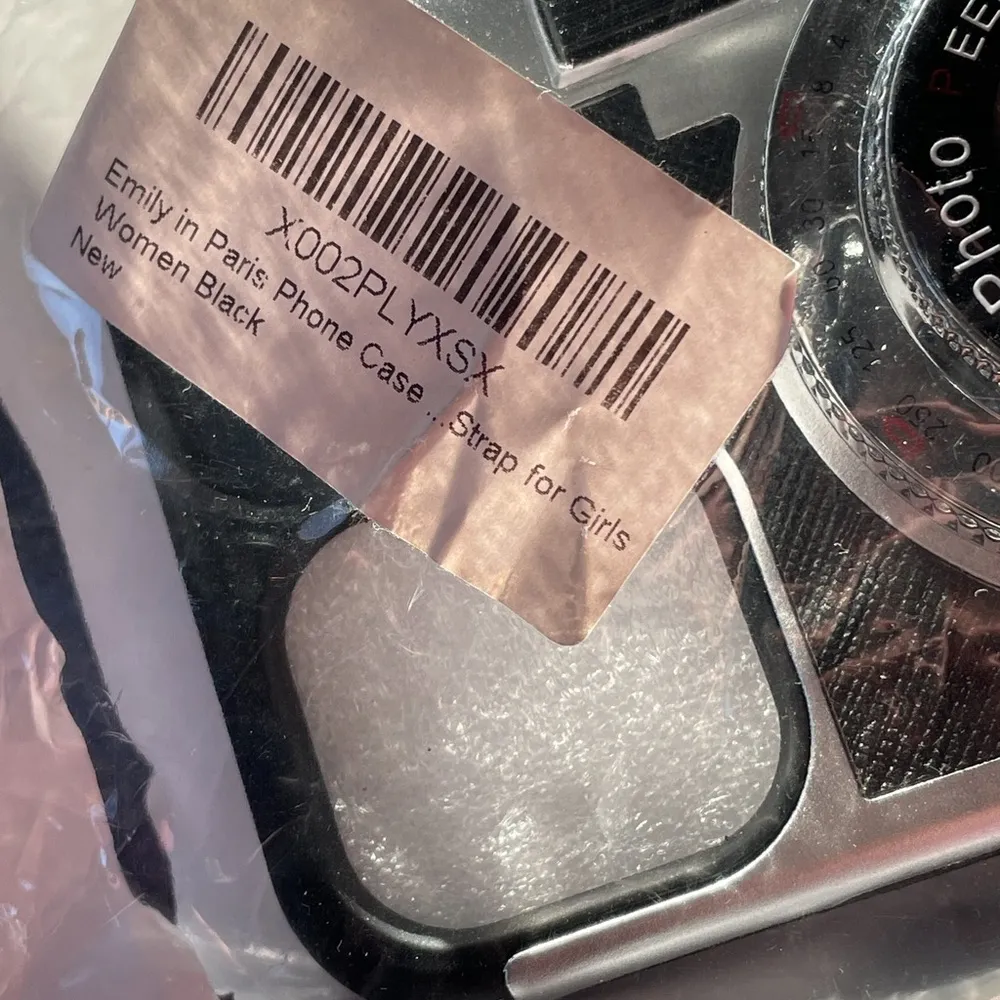 X002PLYXSX
Emily in Paris Phone Case ...Strap for Girls
Women Black
New
Photo
4
8
15
30
60
125
250